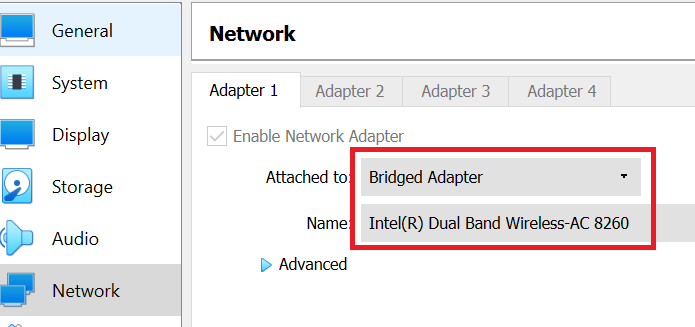 General
System
Display
Storage
Audio
Network
Network
Adapter 1 Adapter 2 Adapter 3 Adapter 4
Enable Network Adapter
Attached to: Bridged Adapter
Name: Intel(R) Dual Band Wireless-AC 8260
Advanced